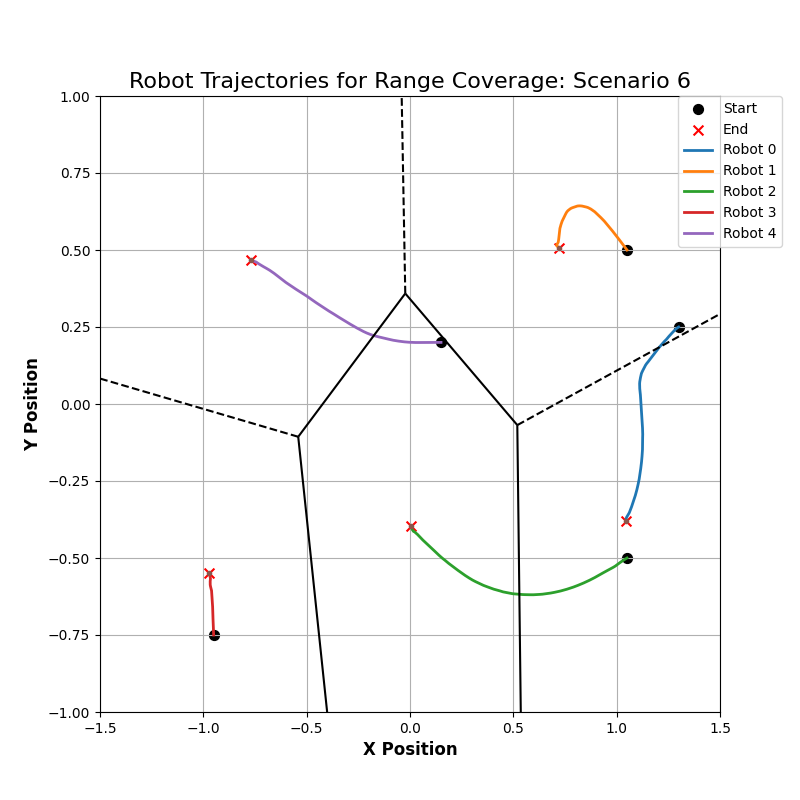 Robot Trajectories for Range Coverage: Scenario 6
Start
End
Robot 0
Robot 1
Robot 2
Robot 3
Robot 4
1.00
0.75
0.50
0.25
0.00
−0.25
−0.50
−0.75
−1.00
Y Position
−1.5
−1.0
−0.5
0.0
0.5
1.0
1.5
X Position